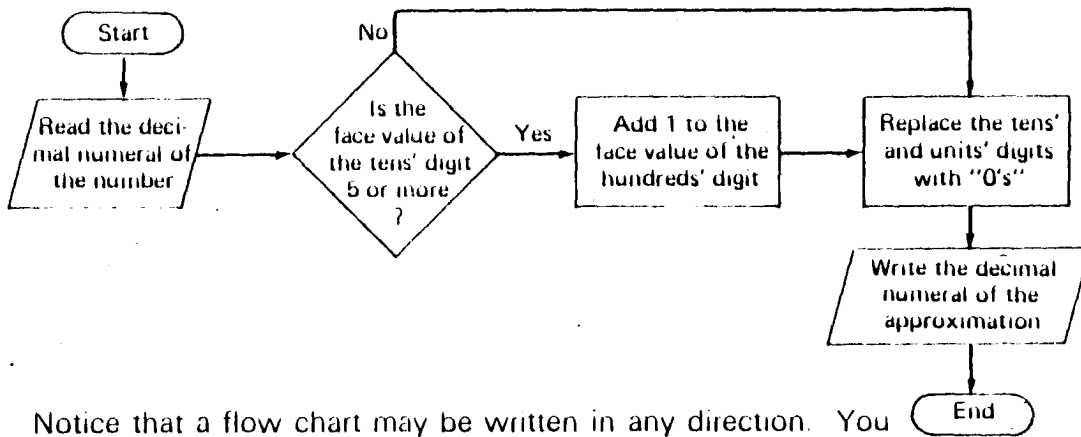 Start
Read the deci-
mal numeral of
the number
Is the
face value of
the tens' digit
5 or more
?
No
Yes
Add 1 to the
face value of the
hundreds' digit
Replace the tens'
and units' digits
with "0's"
Write the decimal
numeral of the
approximation
End
Notice that a flow chart may be written in any direction. You